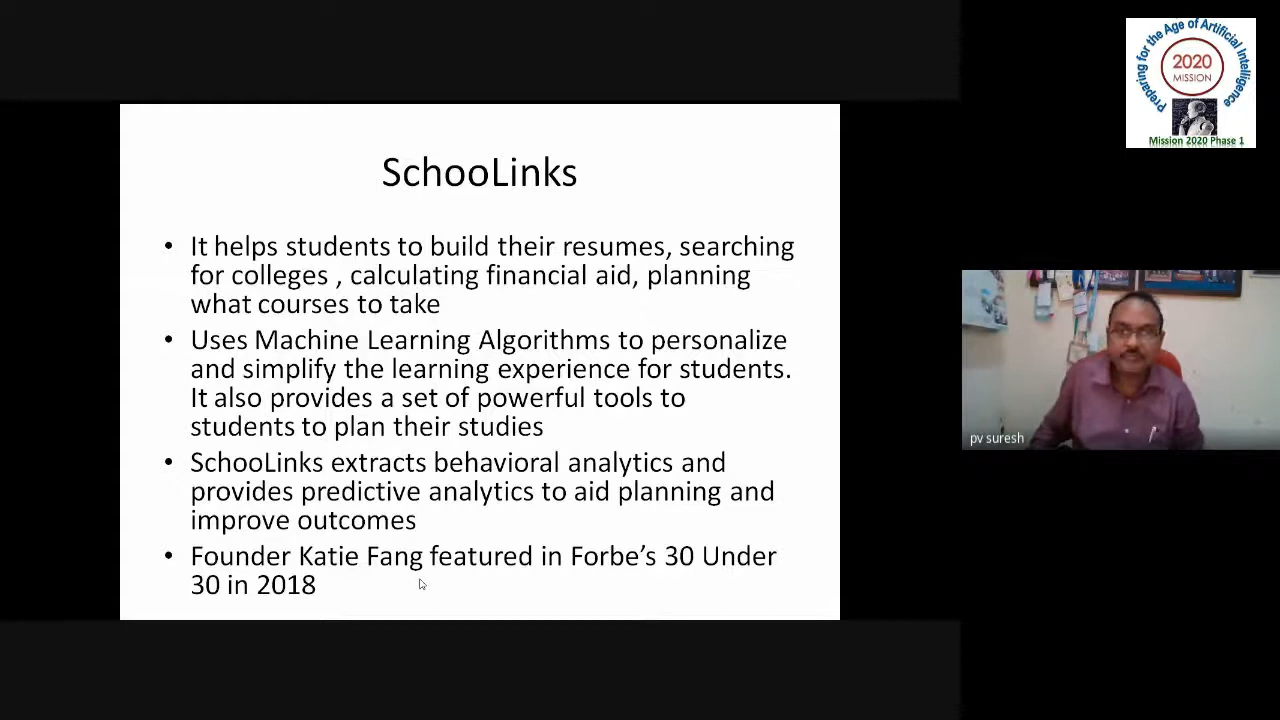 Preparing for the Age of Artificial Intelligence
2020
MISSION
Mission 2020 Phase 1
SchooLinks
• It helps students to build their resumes, searching
for colleges , calculating financial aid, planning
what courses to take
• Uses Machine Learning Algorithms to personalize
and simplify the learning experience for students.
It also provides a set of powerful tools to
students to plan their studies
• SchooLinks extracts behavioral analytics and
provides predictive analytics to aid planning and
improve outcomes
• Founder Katie Fang featured in Forbe’s 30 Under
30 in 2018
pv suresh